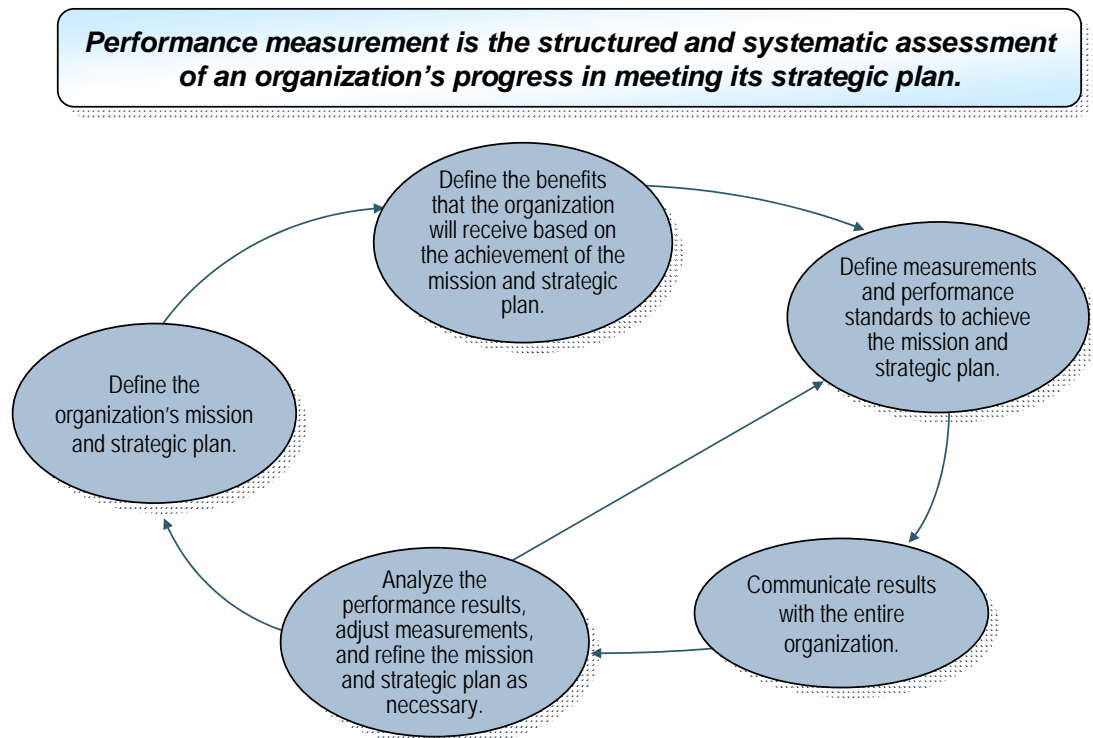 Performance measurement is the structured and systematic assessment
of an organization’s progress in meeting its strategic plan.
Define the benefits
that the organization
will receive based on
the achievement of the
mission and strategic
plan.
Define measurements
and performance
standards to achieve
the mission and
strategic plan.
Define the
organization’s mission
and strategic plan.
Analyze the
performance results,
adjust measurements,
and refine the mission
and strategic plan as
necessary.
Communicate results
with the entire
organization.